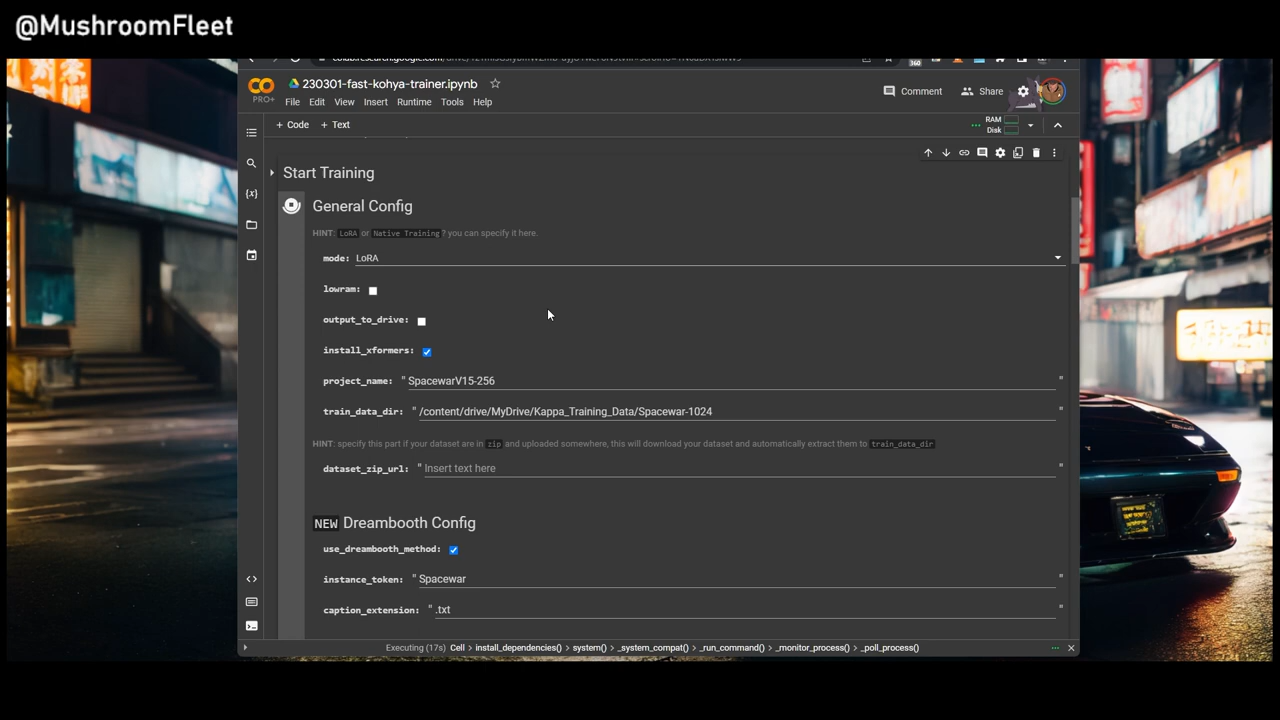 @MushroomFleet
360
CO
PRO+
230301-fast-kohya-trainer.ipynb
File Edit View Insert Runtime Tools Help
Comment
Share
+ Code + Text
RAM
Disk
Start Training
General Config
HINT: LoRA or Native Training? you can specify it here.
mode: LoRA
lowram:
output_to_drive:
install_xformers:
project_name: " SpacewarV15-256 "
train_data_dir: " /content/drive/MyDrive/Kappa_Training_Data/Spacewar-1024 "
HINT: specify this part if your dataset are in zip and uploaded somewhere, this will download your dataset and automatically extract them to train_data_dir
dataset_zip_url: " Insert text here "
NEW Dreambooth Config
use_dreambooth_method:
instance_token: " Spacewar "
caption_extension: " .txt "
Executing (17s) Cell > install_dependencies() > system() > _system_compat() > _run_command() > _monitor_process() > _poll_process()